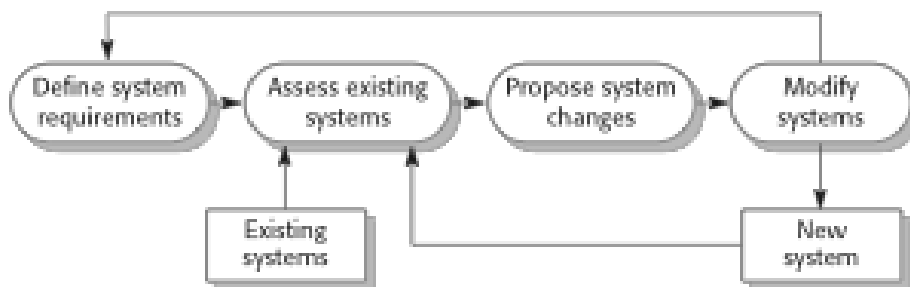 Define system
requirements
Assess existing
systems
Propose system
changes
Modify
systems
Existing
systems
New
system